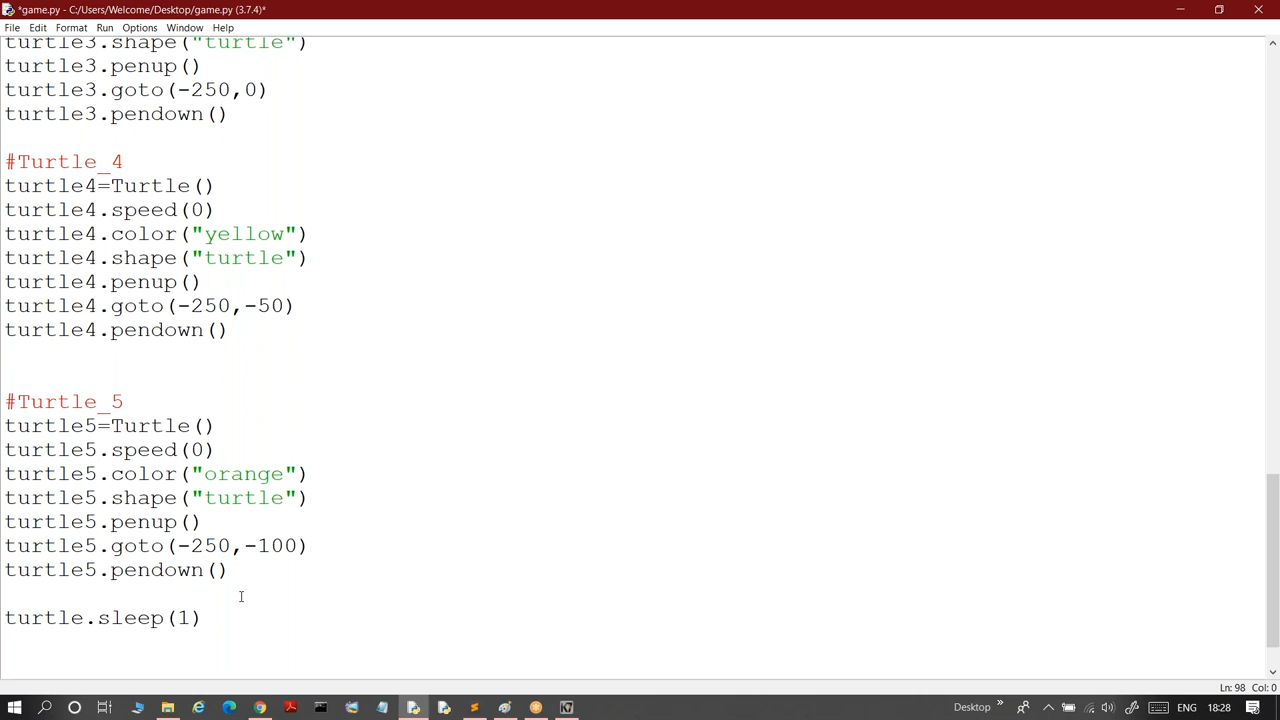 *game.py - C:/Users/Welcome/Desktop/game.py (3.7.4)*
File Edit Format Run Options Window Help
turtle3.shape("turtle")
turtle3.penup()
turtle3.goto(-250,0)
turtle3.pendown()
#Turtle_4
turtle4=Turtle()
turtle4.speed(0)
turtle4.color("yellow")
turtle4.shape("turtle")
turtle4.penup()
turtle4.goto(-250,-50)
turtle4.pendown()
#Turtle_5
turtle5=Turtle()
turtle5.speed(0)
turtle5.color("orange")
turtle5.shape("turtle")
turtle5.penup()
turtle5.goto(-250,-100)
turtle5.pendown()
turtle.sleep(1)
Ln: 98 Col: 0
Desktop » ENG 18:28